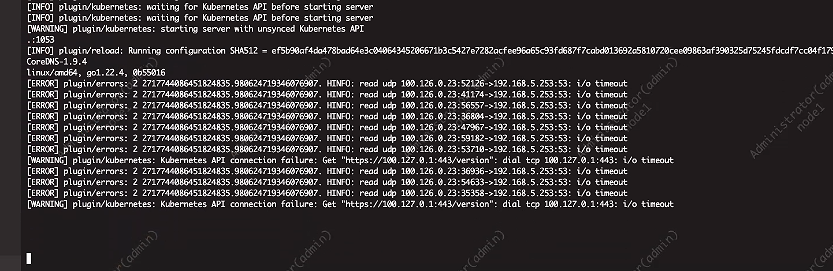 [INFO] plugin/kubernetes: waiting for Kubernetes API before starting server
[INFO] plugin/kubernetes: waiting for Kubernetes API before starting server
[WARNING] plugin/kubernetes: starting server with unsynced Kubernetes API
.:1053
[INFO] plugin/reload: Running configuration SHA512 = ef5b90af4da478bad64e3c04064345206671b3c5427e7282acfee96a65c93fd687f7cabd013692a5810720cee09863af390325d75245fdcdf7cc04f179
CoreDNS-1.9.4
linux/amd64, go1.22.4, 0b55016
[ERROR] plugin/errors: 2 2717744086451824835.980624719346076907. HINFO: read udp 100.126.0.23:52126->192.168.5.253:53: i/o timeout
[ERROR] plugin/errors: 2 2717744086451824835.980624719346076907. HINFO: read udp 100.126.0.23:41174->192.168.5.253:53: i/o timeout
[ERROR] plugin/errors: 2 2717744086451824835.980624719346076907. HINFO: read udp 100.126.0.23:56557->192.168.5.253:53: i/o timeout
[ERROR] plugin/errors: 2 2717744086451824835.980624719346076907. HINFO: read udp 100.126.0.23:36804->192.168.5.253:53: i/o timeout
[ERROR] plugin/errors: 2 2717744086451824835.980624719346076907. HINFO: read udp 100.126.0.23:47967->192.168.5.253:53: i/o timeout
[ERROR] plugin/errors: 2 2717744086451824835.980624719346076907. HINFO: read udp 100.126.0.23:59182->192.168.5.253:53: i/o timeout
[ERROR] plugin/errors: 2 2717744086451824835.980624719346076907. HINFO: read udp 100.126.0.23:53710->192.168.5.253:53: i/o timeout
[WARNING] plugin/kubernetes: Kubernetes API connection failure: Get "https://100.127.0.1:443/version": dial tcp 100.127.0.1:443: i/o timeout
[ERROR] plugin/errors: 2 2717744086451824835.980624719346076907. HINFO: read udp 100.126.0.23:36936->192.168.5.253:53: i/o timeout
[ERROR] plugin/errors: 2 2717744086451824835.980624719346076907. HINFO: read udp 100.126.0.23:54633->192.168.5.253:53: i/o timeout
[ERROR] plugin/errors: 2 2717744086451824835.980624719346076907. HINFO: read udp 100.126.0.23:35358->192.168.5.253:53: i/o timeout
[WARNING] plugin/kubernetes: Kubernetes API connection failure: Get "https://100.127.0.1:443/version": dial tcp 100.127.0.1:443: i/o timeout
Administrator(admin)
node1